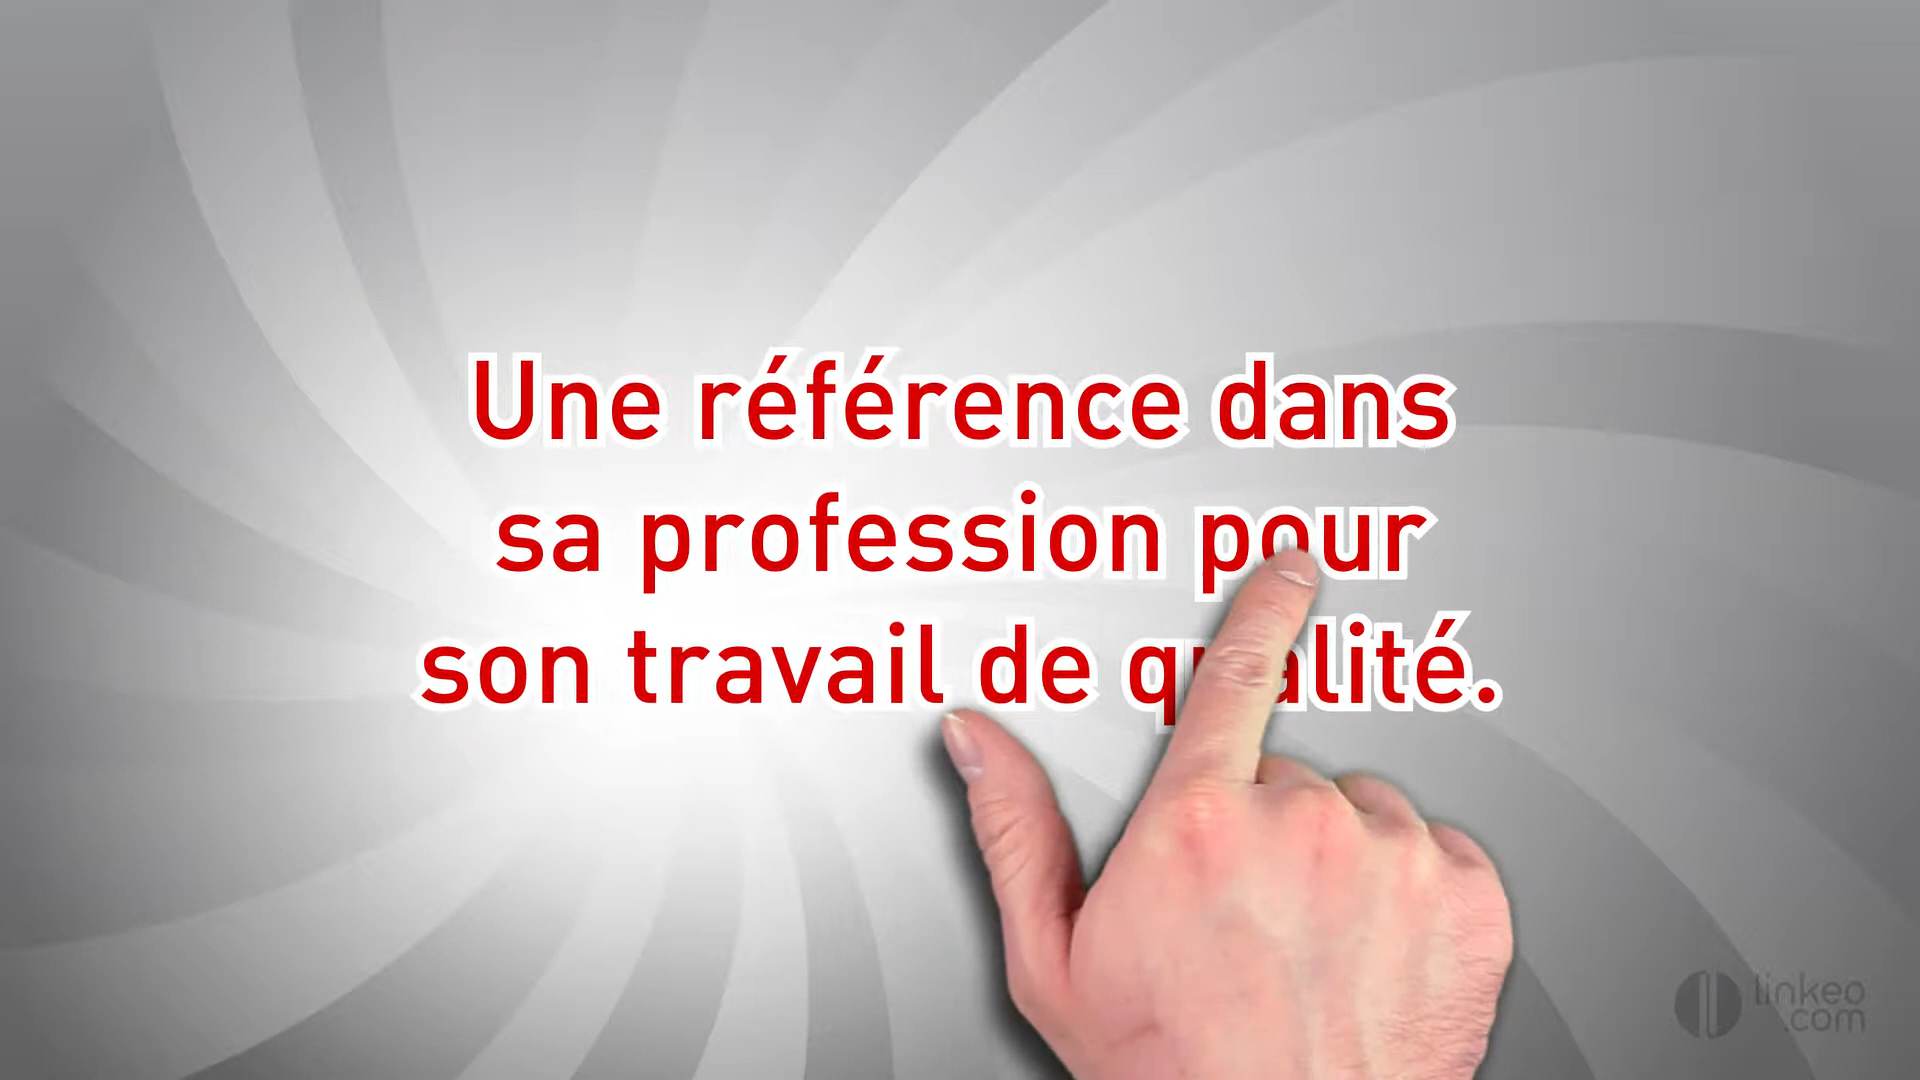 Une référence dans
sa profession pour
son travail de qualité.
linkeo
.com